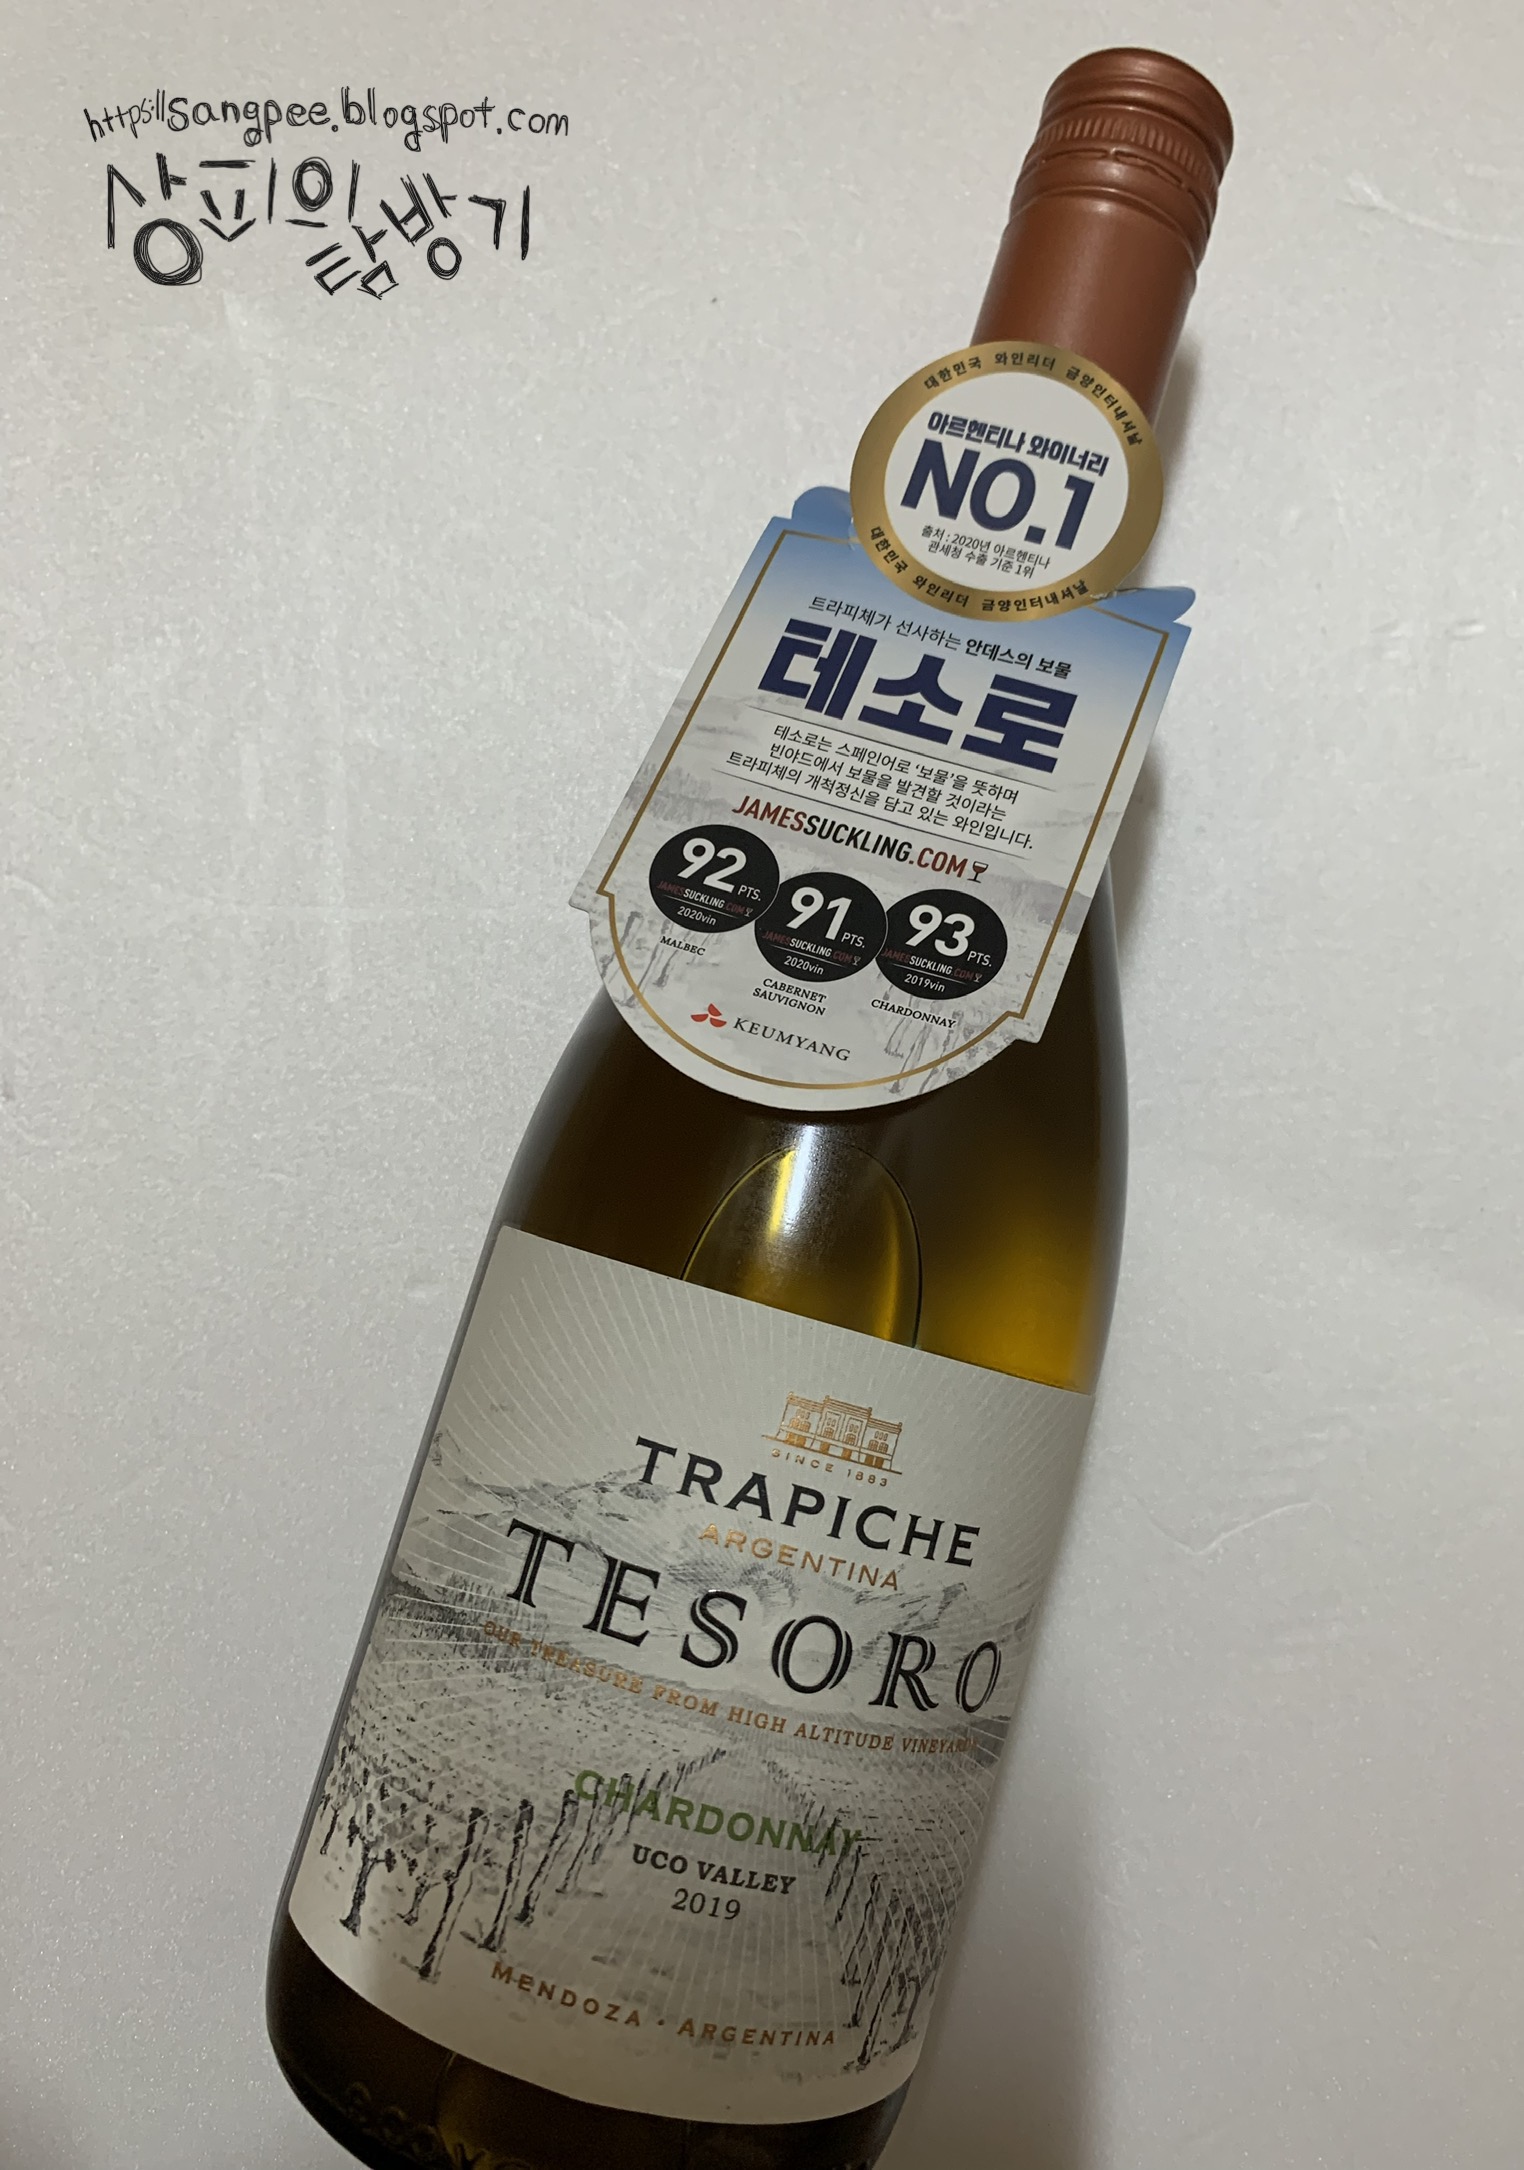 https://sangpee.blogspot.com
상피의
탐방기
대한민국 와인리더 금양인터내셔날
아르헨티나 와이너리
NO.1
출처 : 2020년 아르헨티나
관세청 수출 기준 1위
대한민국 와인리더 금양인터내셔날
트라피체가 선사하는 안데스의 보물
테소로
테소로는 스페인어로 '보물'을 뜻하며
빈야드에서 보물을 발견할 것이라는
트라피체의 개척정신을 담고 있는 와인입니다.
JAMESSUCKLING.COM
92 PTS.
JAMESSUCKLING.COM
2020vin
MALBEC
91 PTS.
JAMESSUCKLING.COM
2020vin
CABERNET
SAUVIGNON
93 PTS.
JAMESSUCKLING.COM
2019vin
CHARDONNAY
KEUMYANG
SINCE 1883
TRAPICHE
ARGENTINA
TESORO
OUR TREASURE FROM HIGH ALTITUDE VINEYARDS
CHARDONNAY
UCO VALLEY
2019
MENDOZA · ARGENTINA